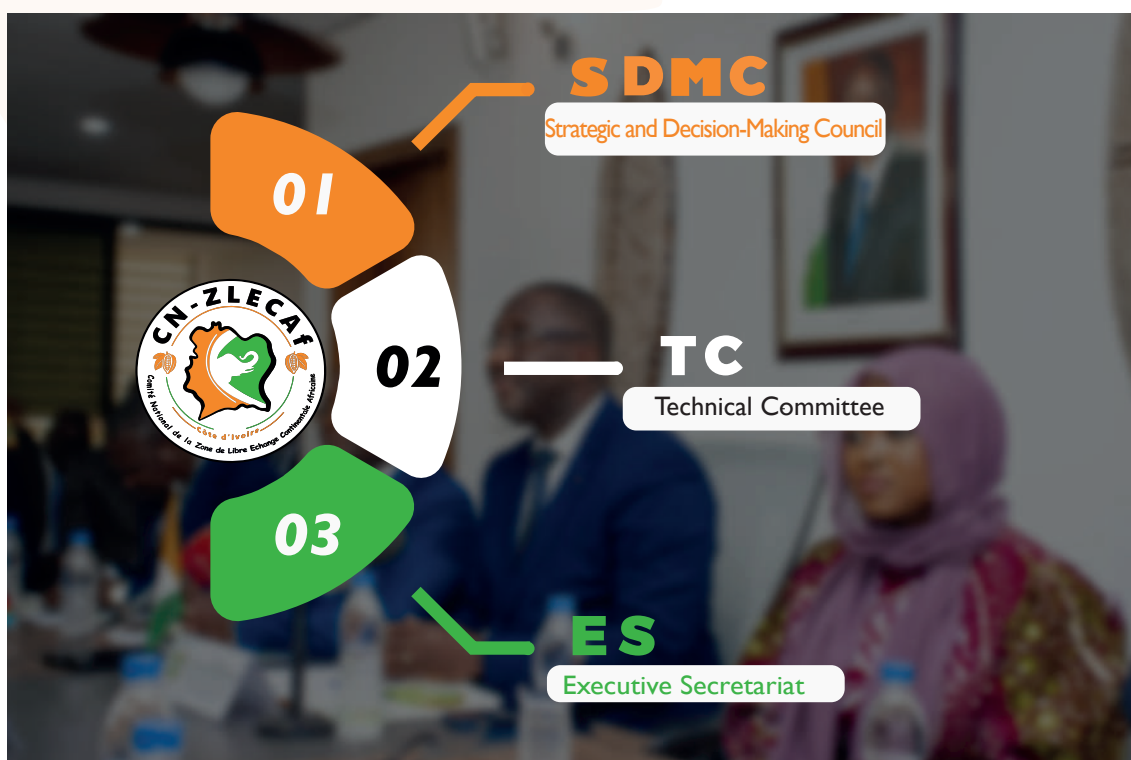 SDMC
Strategic and Decision-Making Council
01
CN-ZLECAf
Comité National de la Zone de Libre Echange Continentale Africaine
Côte d'Ivoire
02
TC
Technical Committee
03
ES
Executive Secretariat